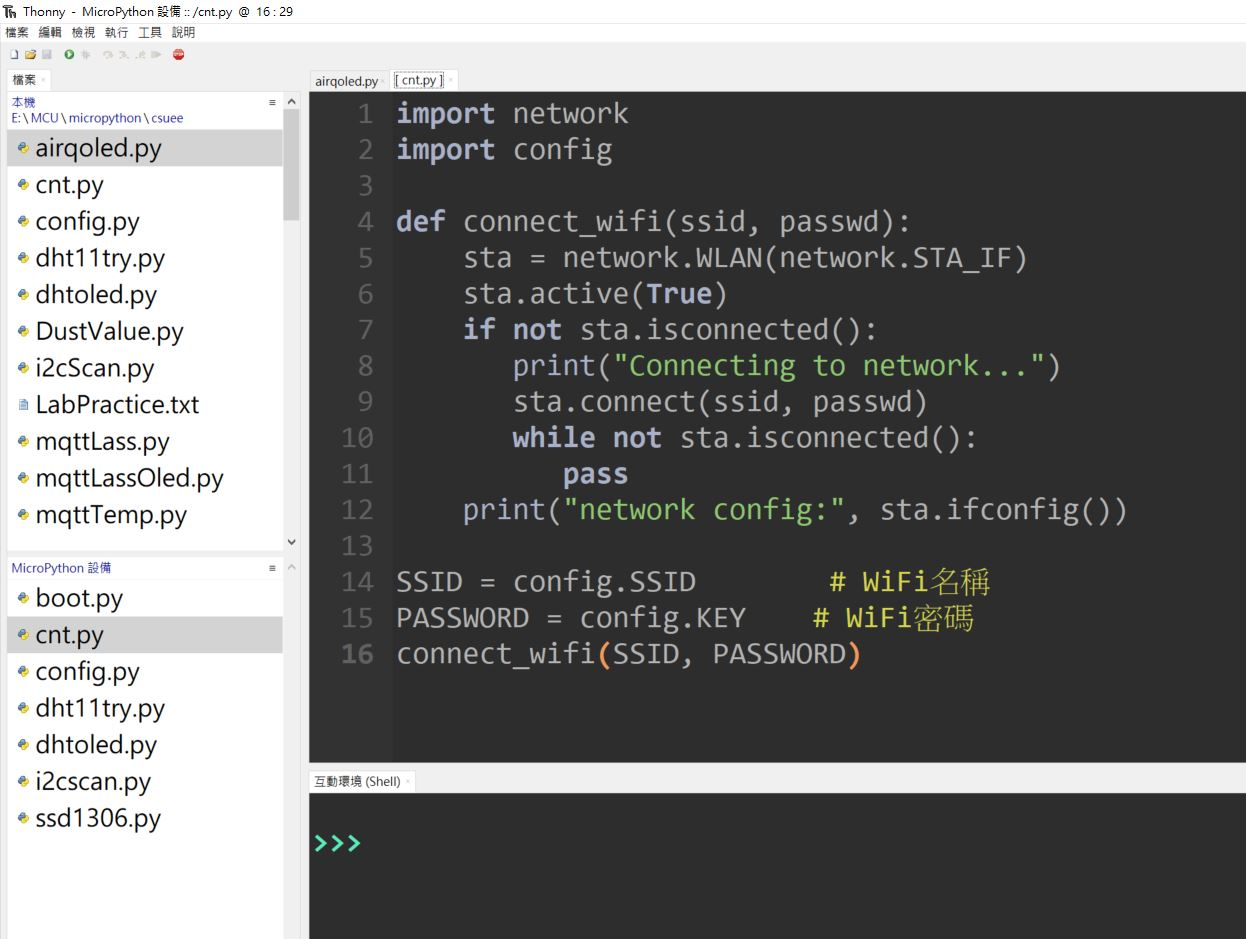 Thonny - MicroPython 設備 :: /cnt.py @ 16 : 29
檔案 編輯 檢視 執行 工具 說明
檔案
本機
E: \ MCU \ micropython \ csuee
airqoled.py
cnt.py
config.py
dht11try.py
dhtoled.py
DustValue.py
i2cScan.py
LabPractice.txt
mqttLass.py
mqttLassOled.py
mqttTemp.py
MicroPython 設備
boot.py
cnt.py
config.py
dht11try.py
dhtoled.py
i2cscan.py
ssd1306.py
airqoled.py [ cnt.py ]
1 import network
2 import config
3
4 def connect_wifi(ssid, passwd):
5     sta = network.WLAN(network.STA_IF)
6     sta.active(True)
7     if not sta.isconnected():
8        print("Connecting to network...")
9        sta.connect(ssid, passwd)
10        while not sta.isconnected():
11           pass
12     print("network config:", sta.ifconfig())
13
14 SSID = config.SSID        # WiFi名稱
15 PASSWORD = config.KEY    # WiFi密碼
16 connect_wifi(SSID, PASSWORD)
互動環境 (Shell)
>>>